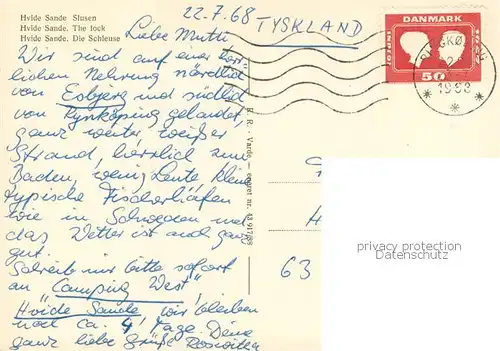 Hvide Sande Slusen
Hvide Sande. The lock
Hvide Sande. Die Schleuse
22.7.68
TYSKLAND
DANMARK
50
1968
Liebe Mutti
Wir sind auf einer
lichen Nehrung nördlich
von Esbjerg und südlich
von Rynköping gelandet,
ganz weiter, weißer
Strand, herrlich zum
Baden, wenig Leute kleine
typische Fischerhäfen
wie in Schweden und
das Wetter ist auch ganz
gut.
Schreib mir bitte sofort
an "Camping West"
Hvide Sande, wir bleiben
noch ca. 4 Tage. Deine
ganz liebe Grüße Roswitha
63
privacy protection
Datenschutz